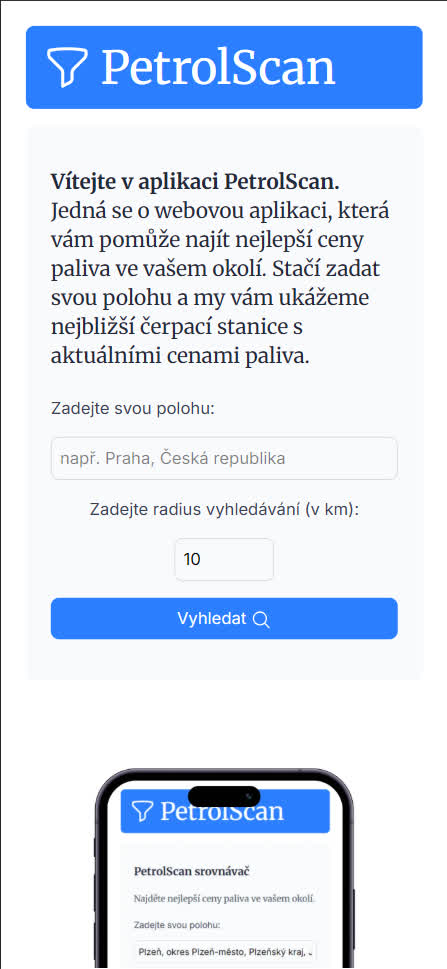 PetrolScan
Vítejte v aplikaci PetrolScan.
Jedná se o webovou aplikaci, která
vám pomůže najít nejlepší ceny
paliva ve vašem okolí. Stačí zadat
svou polohu a my vám ukážeme
nejbližší čerpací stanice s
aktuálními cenami paliva.
Zadejte svou polohu:
např. Praha, Česká republika
Zadejte radius vyhledávání (v km):
10
Vyhledat
PetrolScan
PetrolScan srovnávač
Najděte nejlepší ceny paliva ve vašem okolí.
Zadejte svou polohu:
Plzeň, okres Plzeň-město, Plzeňský kraj,